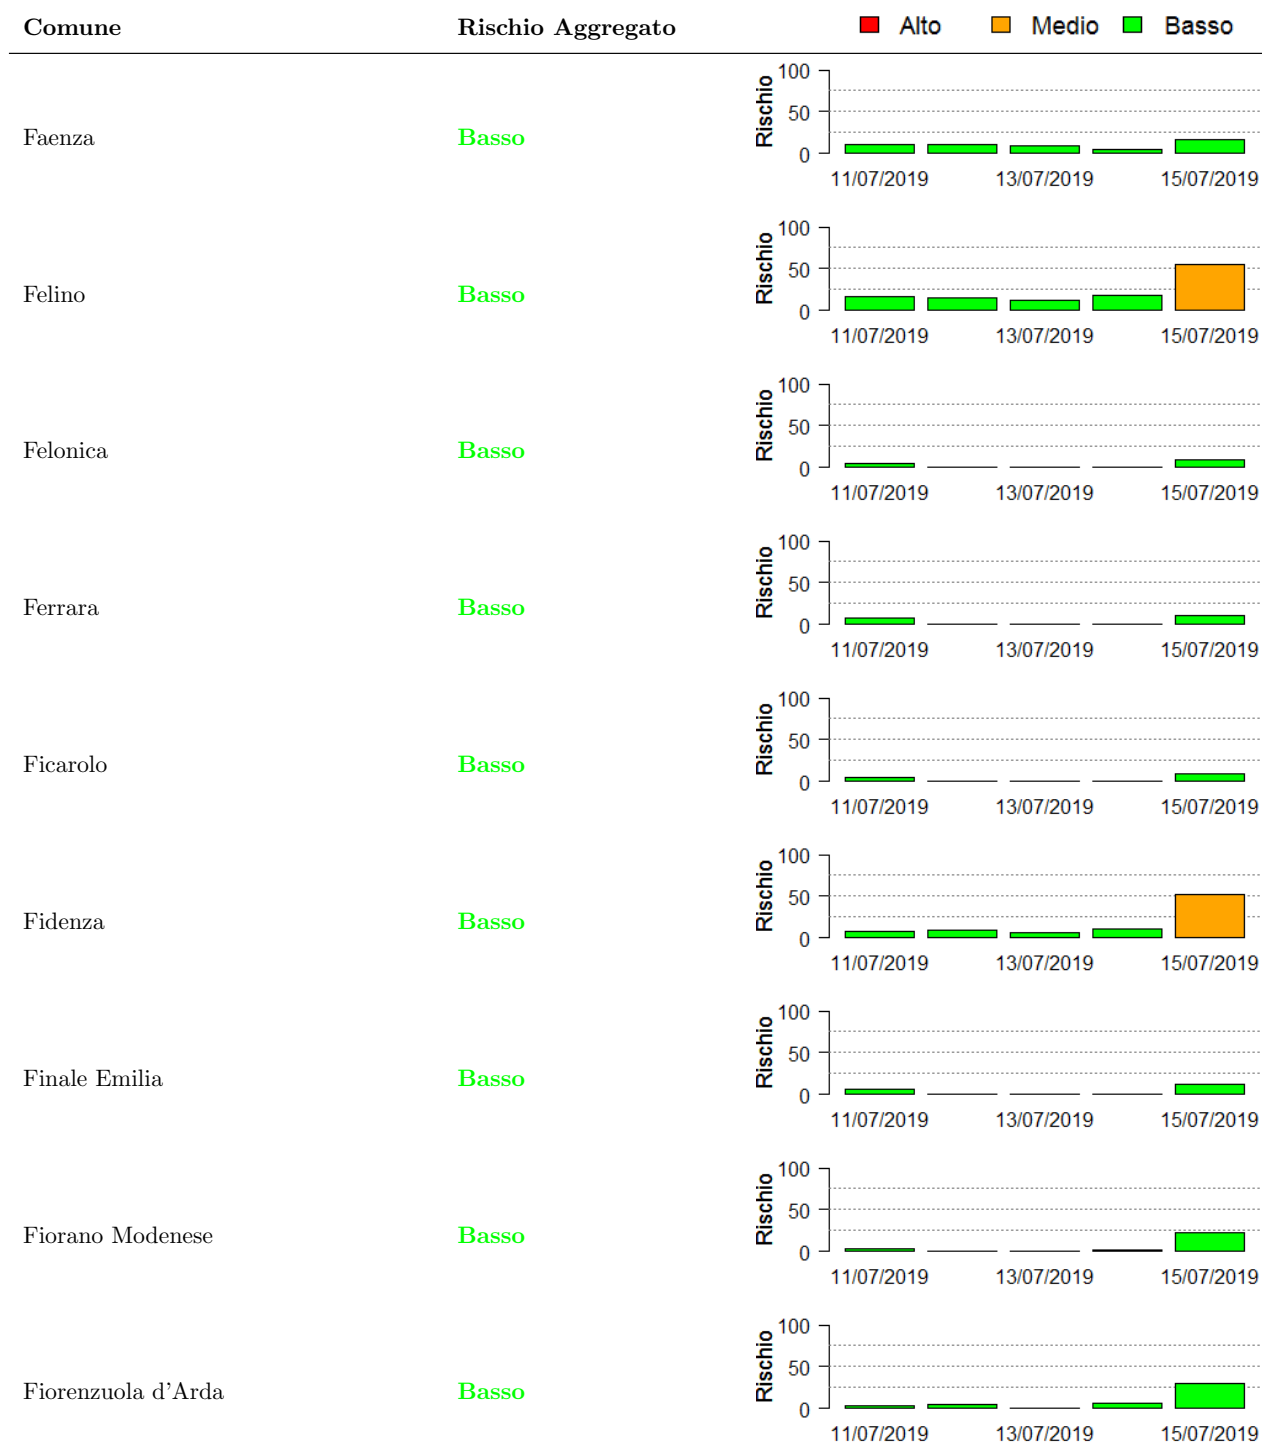 Comune Rischio Aggregato Alto Medio Basso
Faenza Basso
Rischio
100
50
0
11/07/2019 13/07/2019 15/07/2019
Felino Basso
Rischio
100
50
0
11/07/2019 13/07/2019 15/07/2019
Felonica Basso
Rischio
100
50
0
11/07/2019 13/07/2019 15/07/2019
Ferrara Basso
Rischio
100
50
0
11/07/2019 13/07/2019 15/07/2019
Ficarolo Basso
Rischio
100
50
0
11/07/2019 13/07/2019 15/07/2019
Fidenza Basso
Rischio
100
50
0
11/07/2019 13/07/2019 15/07/2019
Finale Emilia Basso
Rischio
100
50
0
11/07/2019 13/07/2019 15/07/2019
Fiorano Modenese Basso
Rischio
100
50
0
11/07/2019 13/07/2019 15/07/2019
Fiorenzuola d'Arda Basso
Rischio
100
50
0
11/07/2019 13/07/2019 15/07/2019